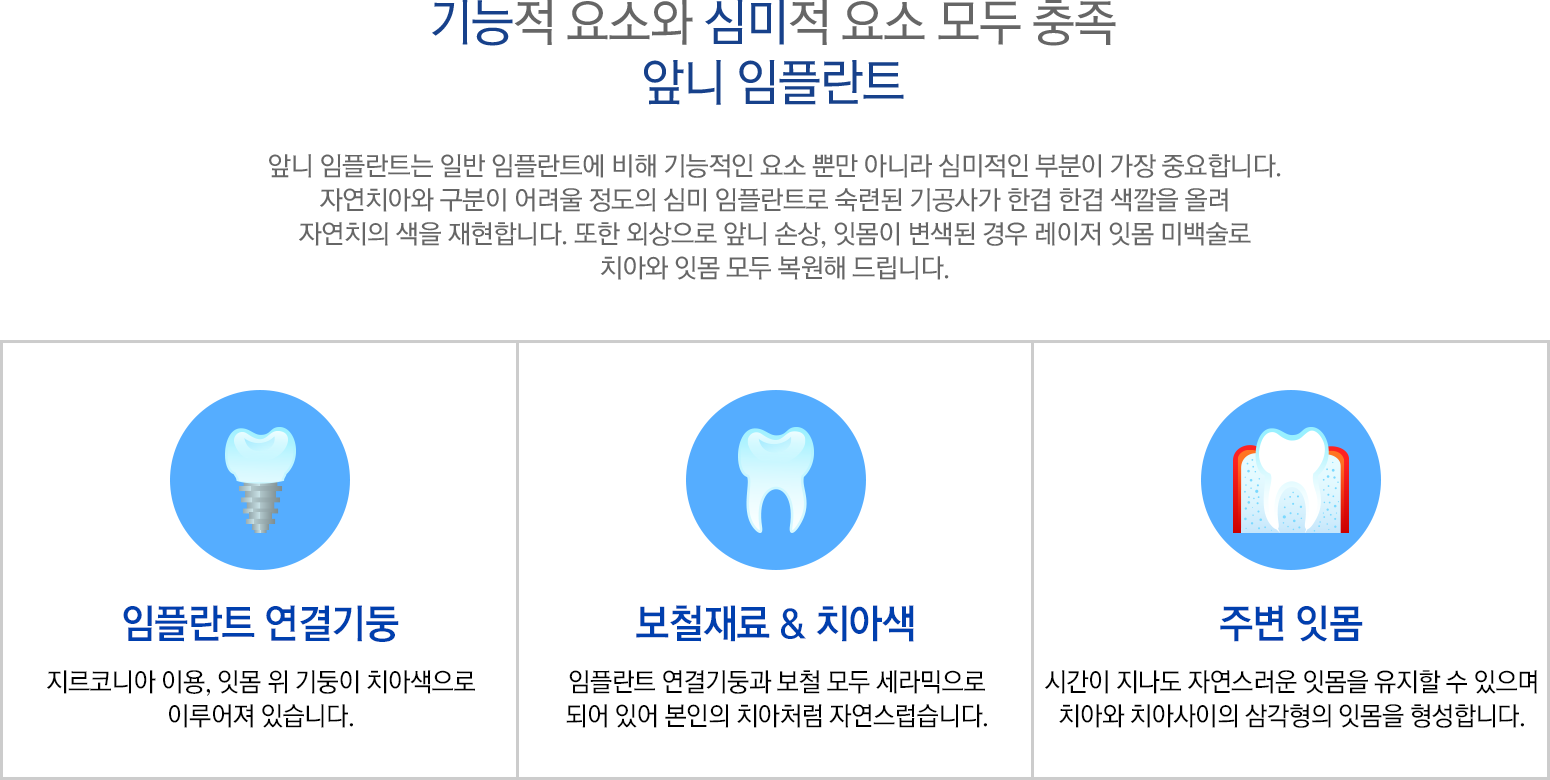 기능적 요소와 심미적 요소 모두 충족
앞니 임플란트
앞니 임플란트는 일반 임플란트에 비해 기능적인 요소 뿐만 아니라 심미적인 부분이 가장 중요합니다.
자연치아와 구분이 어려울 정도의 심미 임플란트로 숙련된 기공사가 한겹 한겹 색깔을 올려
자연치의 색을 재현합니다. 또한 외상으로 앞니 손상, 잇몸이 변색된 경우 레이저 잇몸 미백술로
치아와 잇몸 모두 복원해 드립니다.
임플란트 연결기둥
지르코니아 이용, 잇몸 위 기둥이 치아색으로
이루어져 있습니다.
보철재료 & 치아색
임플란트 연결기둥과 보철 모두 세라믹으로
되어 있어 본인의 치아처럼 자연스럽습니다.
주변 잇몸
시간이 지나도 자연스러운 잇몸을 유지할 수 있으며
치아와 치아사이의 삼각형의 잇몸을 형성합니다.